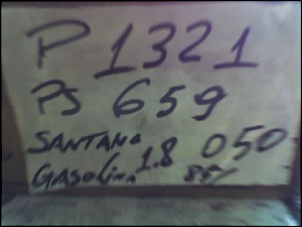 P 1321
PS 659
SANTANA 1.8 050
GASOLINA 85/